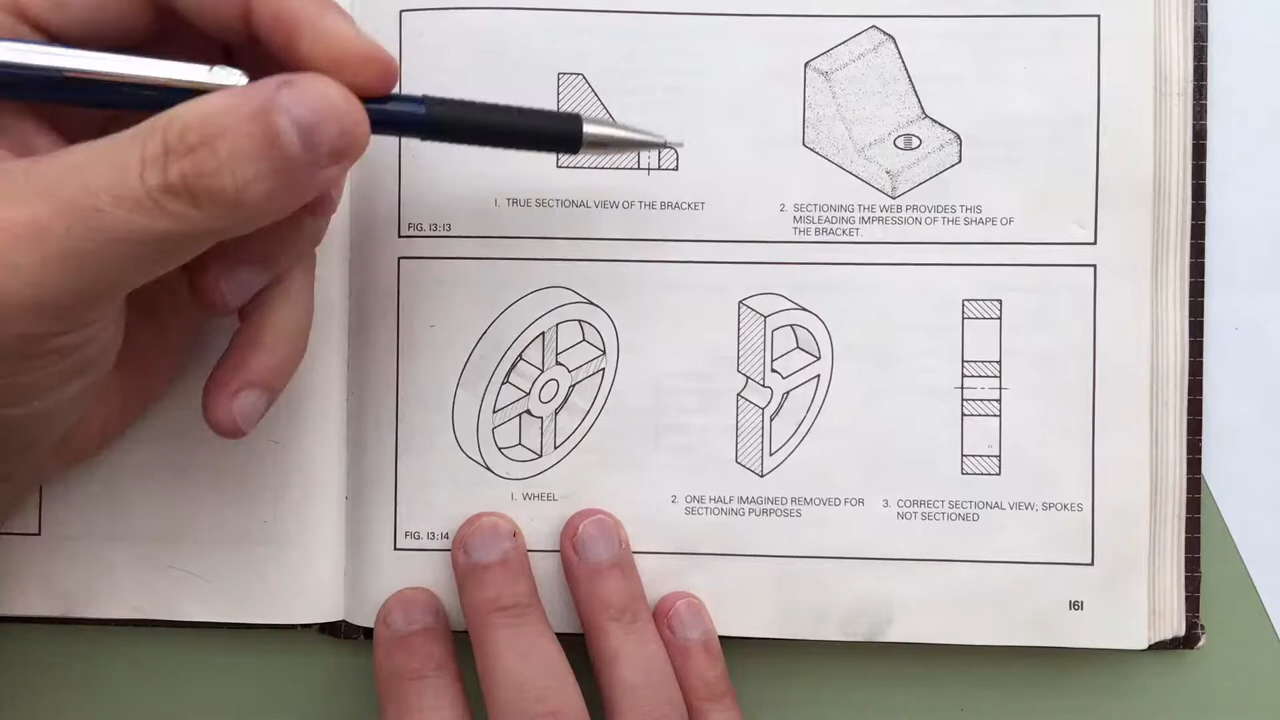 1. TRUE SECTIONAL VIEW OF THE BRACKET
2. SECTIONING THE WEB PROVIDES THIS
MISLEADING IMPRESSION OF THE SHAPE OF
THE BRACKET.
FIG. 13:13
1. WHEEL
2. ONE HALF IMAGINED REMOVED FOR
SECTIONING PURPOSES
3. CORRECT SECTIONAL VIEW; SPOKES
NOT SECTIONED
FIG. 13:14
161